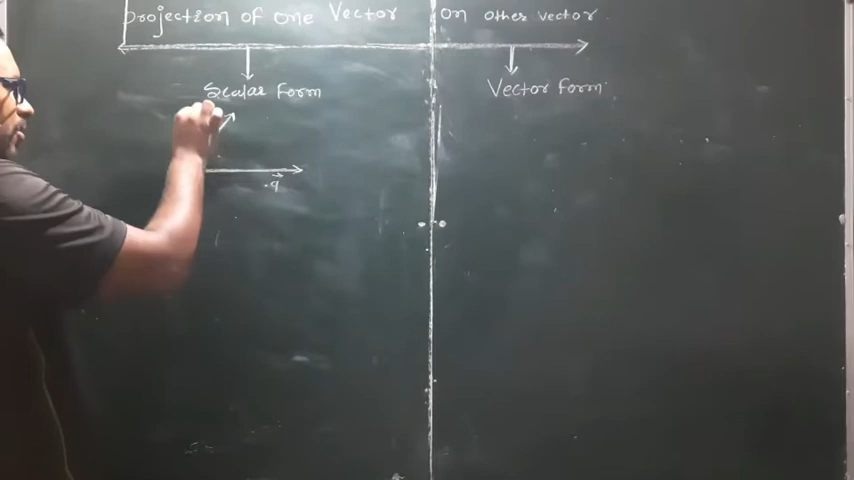 projection of one Vector on other vector
Scalar Form
Vector Form
q